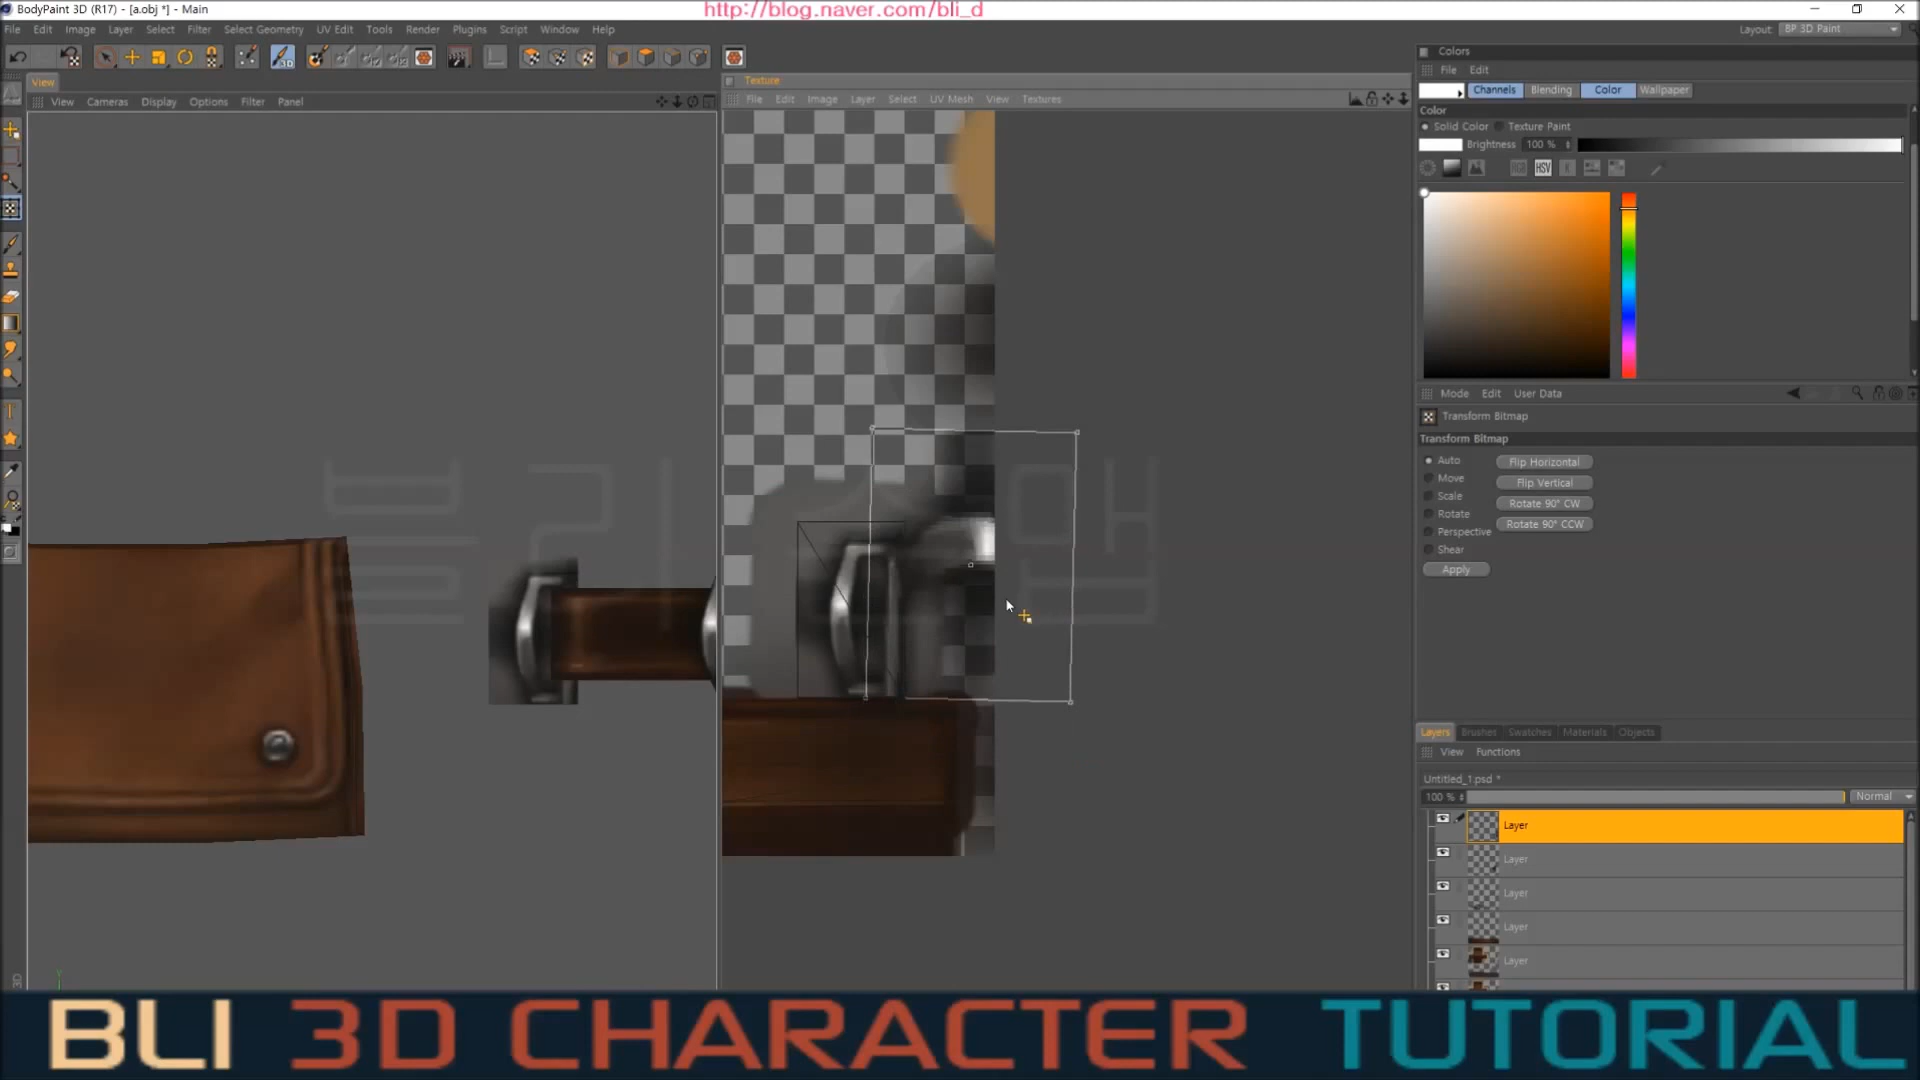 BodyPaint 3D (R17) - [a.obj *] - Main
http://blog.naver.com/bli_d
File Edit Image Layer Select Filter Select Geometry UV Edit Tools Render Plugins Script Window Help
Layout: BP 3D Paint
View
Texture
Colors
View Cameras Display Options Filter Panel
File Edit Image Layer Select UV Mesh View Textures
File Edit
Channels Blending Color Wallpaper
Color
Solid Color Texture Paint
Brightness 100 %
HSV
Mode Edit User Data
Transform Bitmap
Transform Bitmap
Auto Flip Horizontal
Move Flip Vertical
Scale
Rotate Rotate 90° CW
Perspective Rotate 90° CCW
Shear
Apply
Layers Brushes Swatches Materials Objects
View Functions
Untitled_1.psd *
100 % Normal
Layer
Layer
Layer
Layer
Layer
3D
Y
BLI 3D CHARACTER TUTORIAL